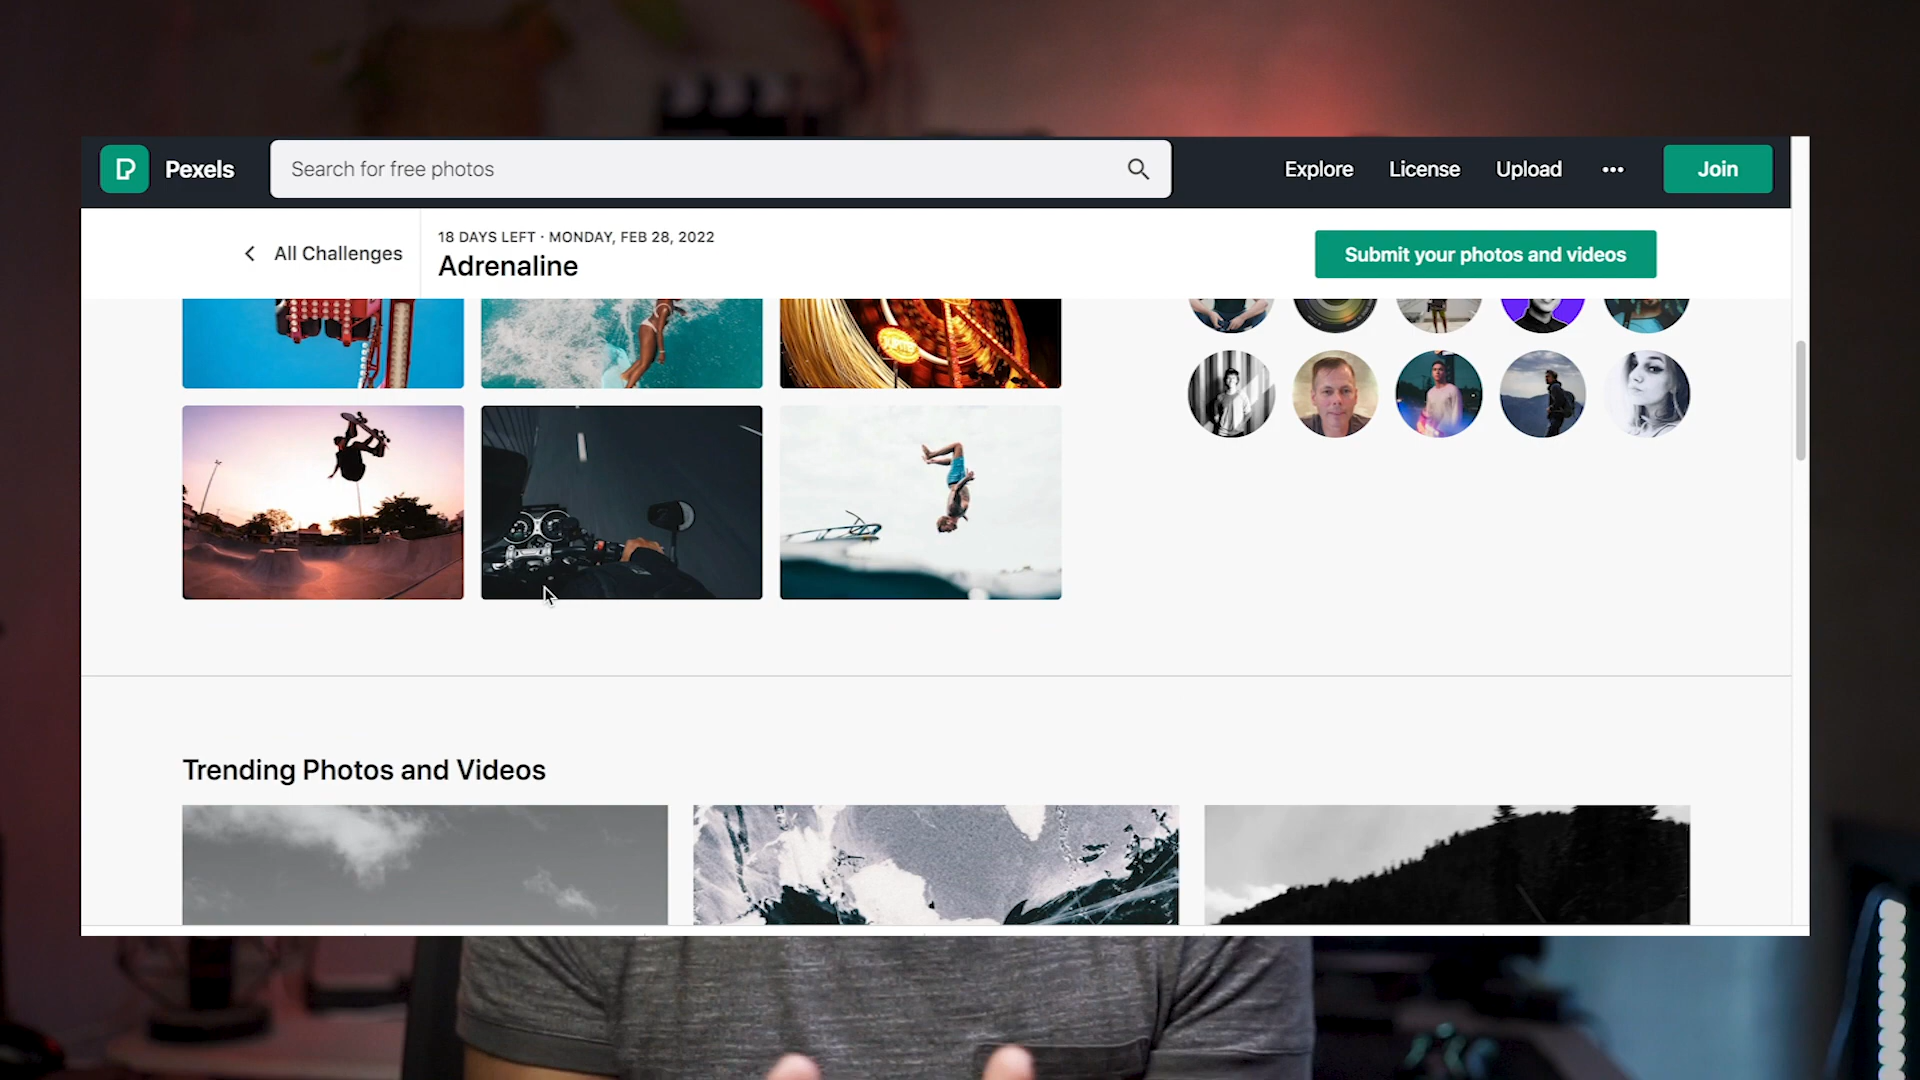 Pexels
Search for free photos
Explore
License
Upload
Join
All Challenges
18 DAYS LEFT · MONDAY, FEB 28, 2022
Adrenaline
Submit your photos and videos
JUPITER
Trending Photos and Videos